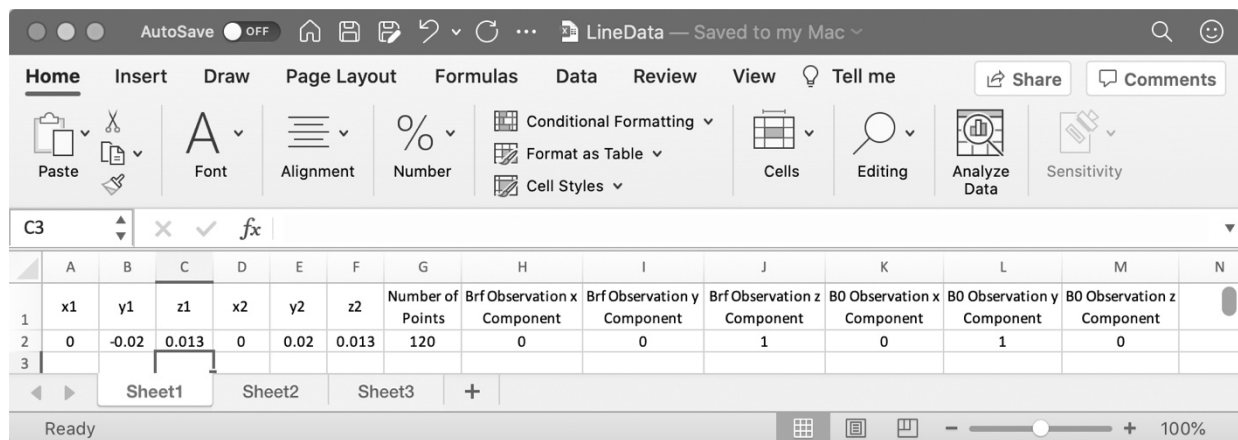 AutoSave OFF ... LineData — Saved to my Mac
Home Insert Draw Page Layout Formulas Data Review View Tell me Share Comments
Paste Font Alignment % Number Conditional Formatting Format as Table Cell Styles Cells Editing Analyze Data Sensitivity
C3 fx
A B C D E F G H I J K L M N
1 x1 y1 z1 x2 y2 z2 Number of Points Brf Observation x Component Brf Observation y Component Brf Observation z Component B0 Observation x Component B0 Observation y Component B0 Observation z Component
2 0 -0.02 0.013 0 0.02 0.013 120 0 0 1 0 1 0
3
Sheet1 Sheet2 Sheet3 +
Ready - + 100%